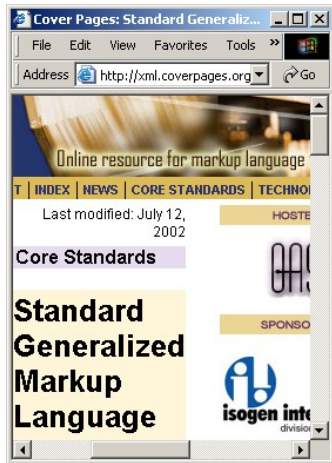 Cover Pages: Standard Generaliz...
File Edit View Favorites Tools »
Address http://xml.coverpages.org Go
Online resource for markup language
T | INDEX | NEWS | CORE STANDARDS | TECHNO
Last modified: July 12,
2002
HOSTE
Core Standards
OAS
Standard
Generalized
Markup
Language
SPONSO
isogen inte
division